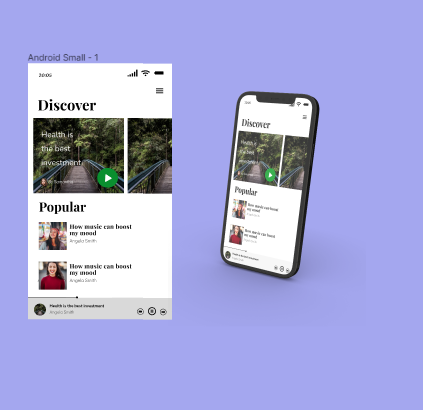 Android Small - 1
20:05
Discover
Health is
the best
investment
Popular
How music can boost
my mood
Angela Smith
How music can boost
my mood
Angela Smith
Health is the best investment
Angela Smith
Discover
Health is
the best
investment
Popular
How music can boost
my mood
How music can boost
my mood